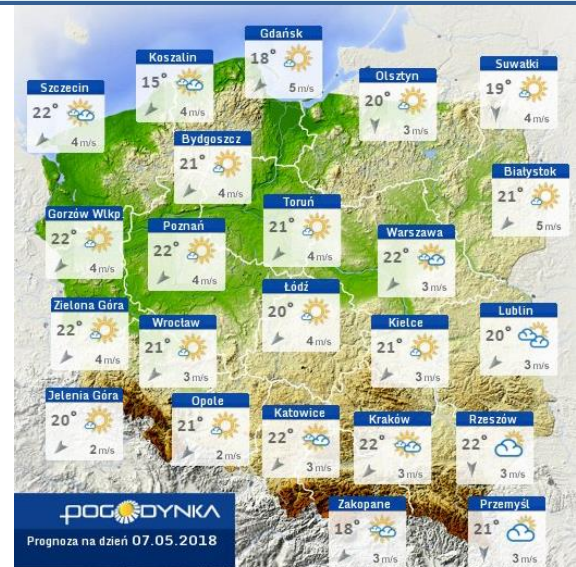 Gdańsk
18°
5 m/s
Koszalin
15°
4 m/s
Suwałki
19°
4 m/s
Olsztyn
20°
3 m/s
Szczecin
22°
4 m/s
Bydgoszcz
21°
4 m/s
Białystok
21°
5 m/s
Toruń
21°
4 m/s
Gorzów Wlkp
22°
4 m/s
Poznań
22°
4 m/s
Warszawa
22°
3 m/s
Łódź
20°
4 m/s
Zielona Góra
22°
4 m/s
Lublin
20°
3 m/s
Wrocław
21°
3 m/s
Kielce
21°
3 m/s
Jelenia Góra
20°
2 m/s
Opole
21°
2 m/s
Katowice
22°
3 m/s
Kraków
22°
3 m/s
Rzeszów
22°
3 m/s
Zakopane
18°
3 m/s
Przemyśl
21°
3 m/s
POGODYNKA
Prognoza na dzień 07.05.2018